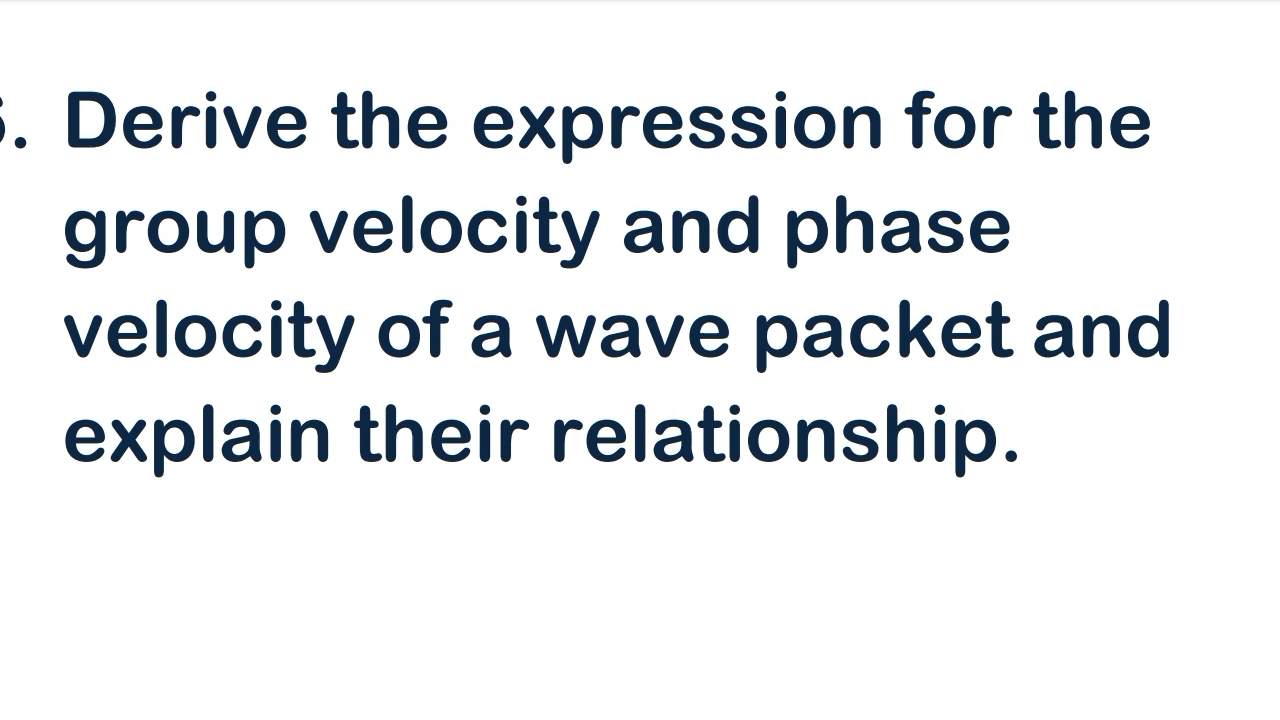 . Derive the expression for the
group velocity and phase
velocity of a wave packet and
explain their relationship.